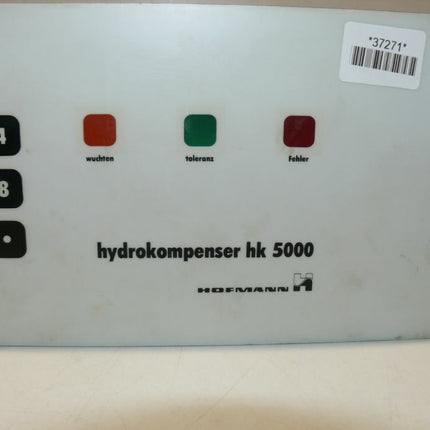 *37271*
4
wuchten toleranz Fehler
8
•
hydrokompenser hk 5000
HOFMANN